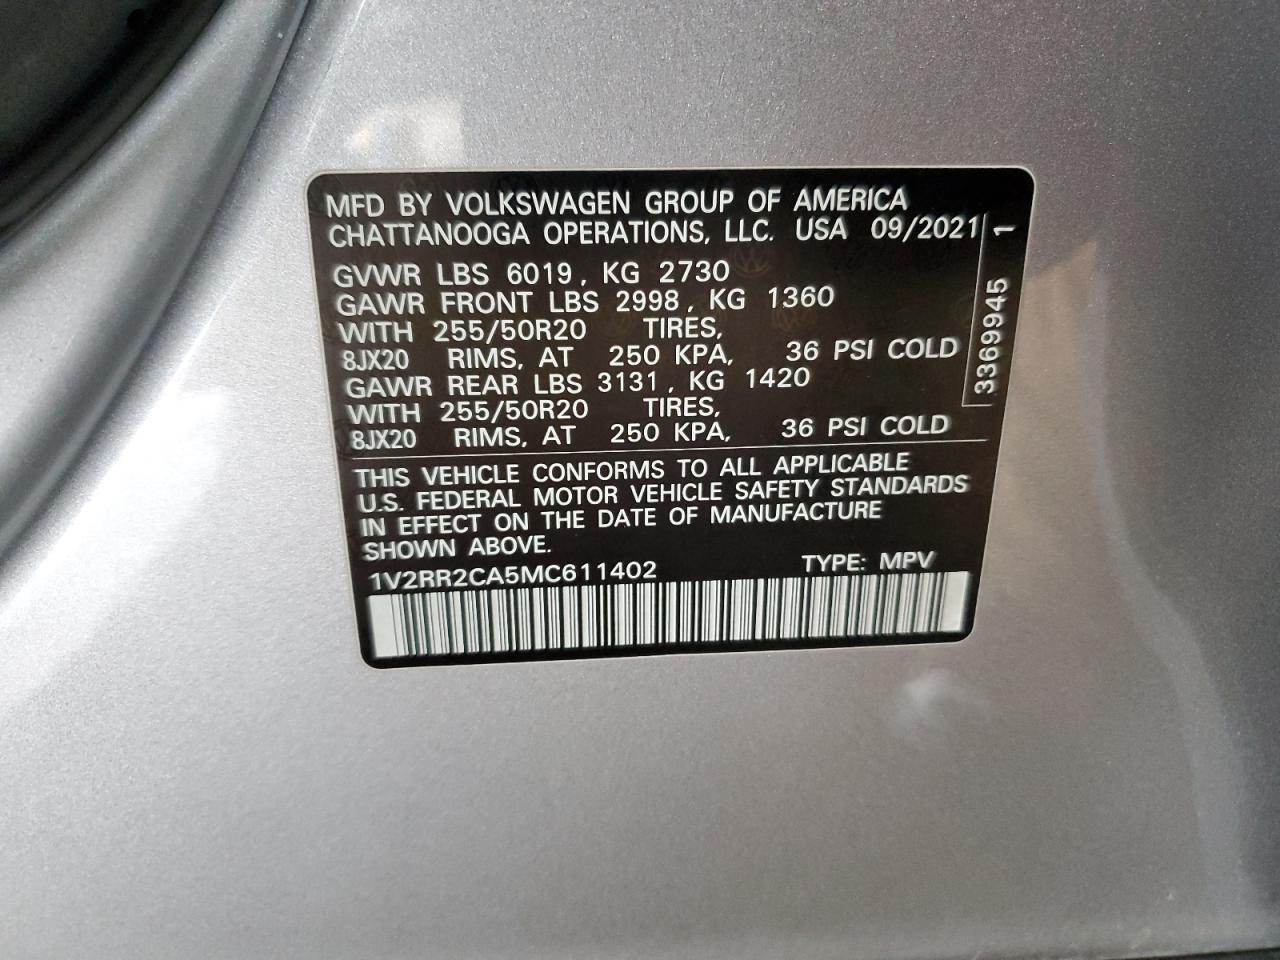 MFD BY VOLKSWAGEN GROUP OF AMERICA
CHATTANOOGA OPERATIONS, LLC. USA 09/2021
GVWR LBS 6019, KG 2730
GAWR FRONT LBS 2998, KG 1360
WITH 255/50R20 TIRES,
8JX20 RIMS, AT 250 KPA, 36 PSI COLD
GAWR REAR LBS 3131, KG 1420
WITH 255/50R20 TIRES,
8JX20 RIMS, AT 250 KPA, 36 PSI COLD
3369945 1
THIS VEHICLE CONFORMS TO ALL APPLICABLE
U.S. FEDERAL MOTOR VEHICLE SAFETY STANDARDS
IN EFFECT ON THE DATE OF MANUFACTURE
SHOWN ABOVE.
1V2RR2CA5MC611402 TYPE: MPV